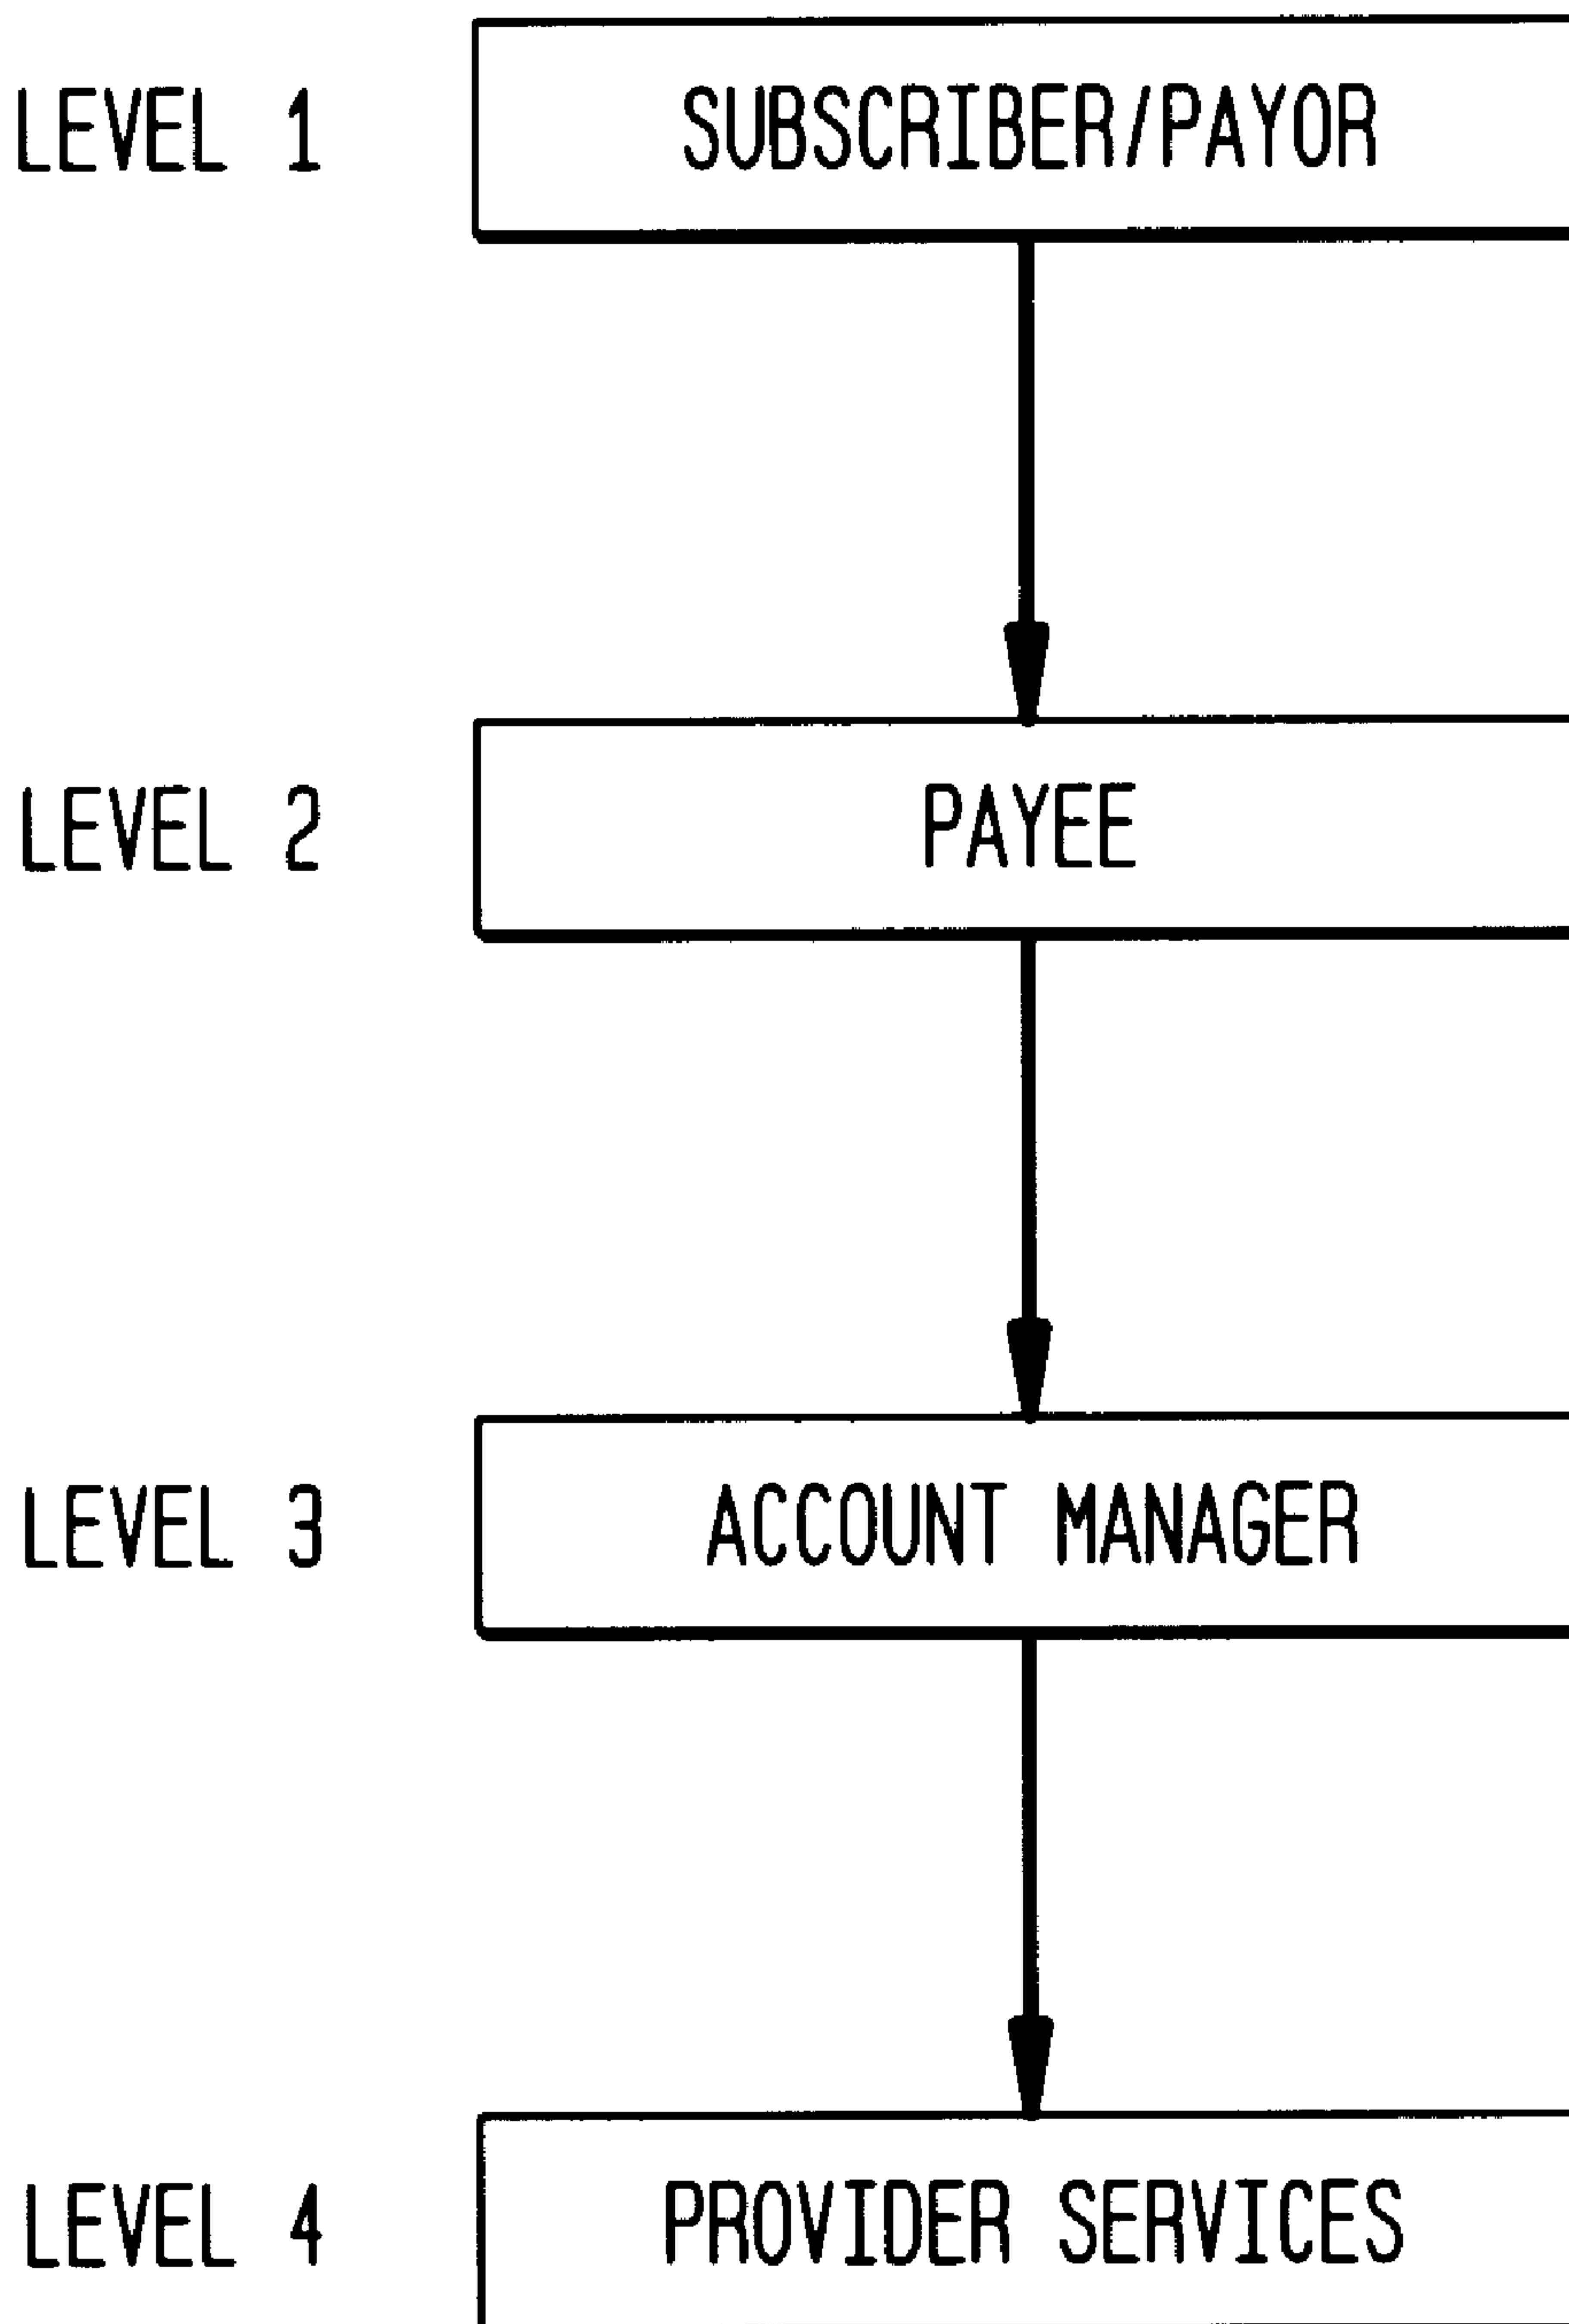 LEVEL 1 SUBSCRIBER/PAYOR
LEVEL 2 PAYEE
LEVEL 3 ACCOUNT MANAGER
LEVEL 4 PROVIDER SERVICES